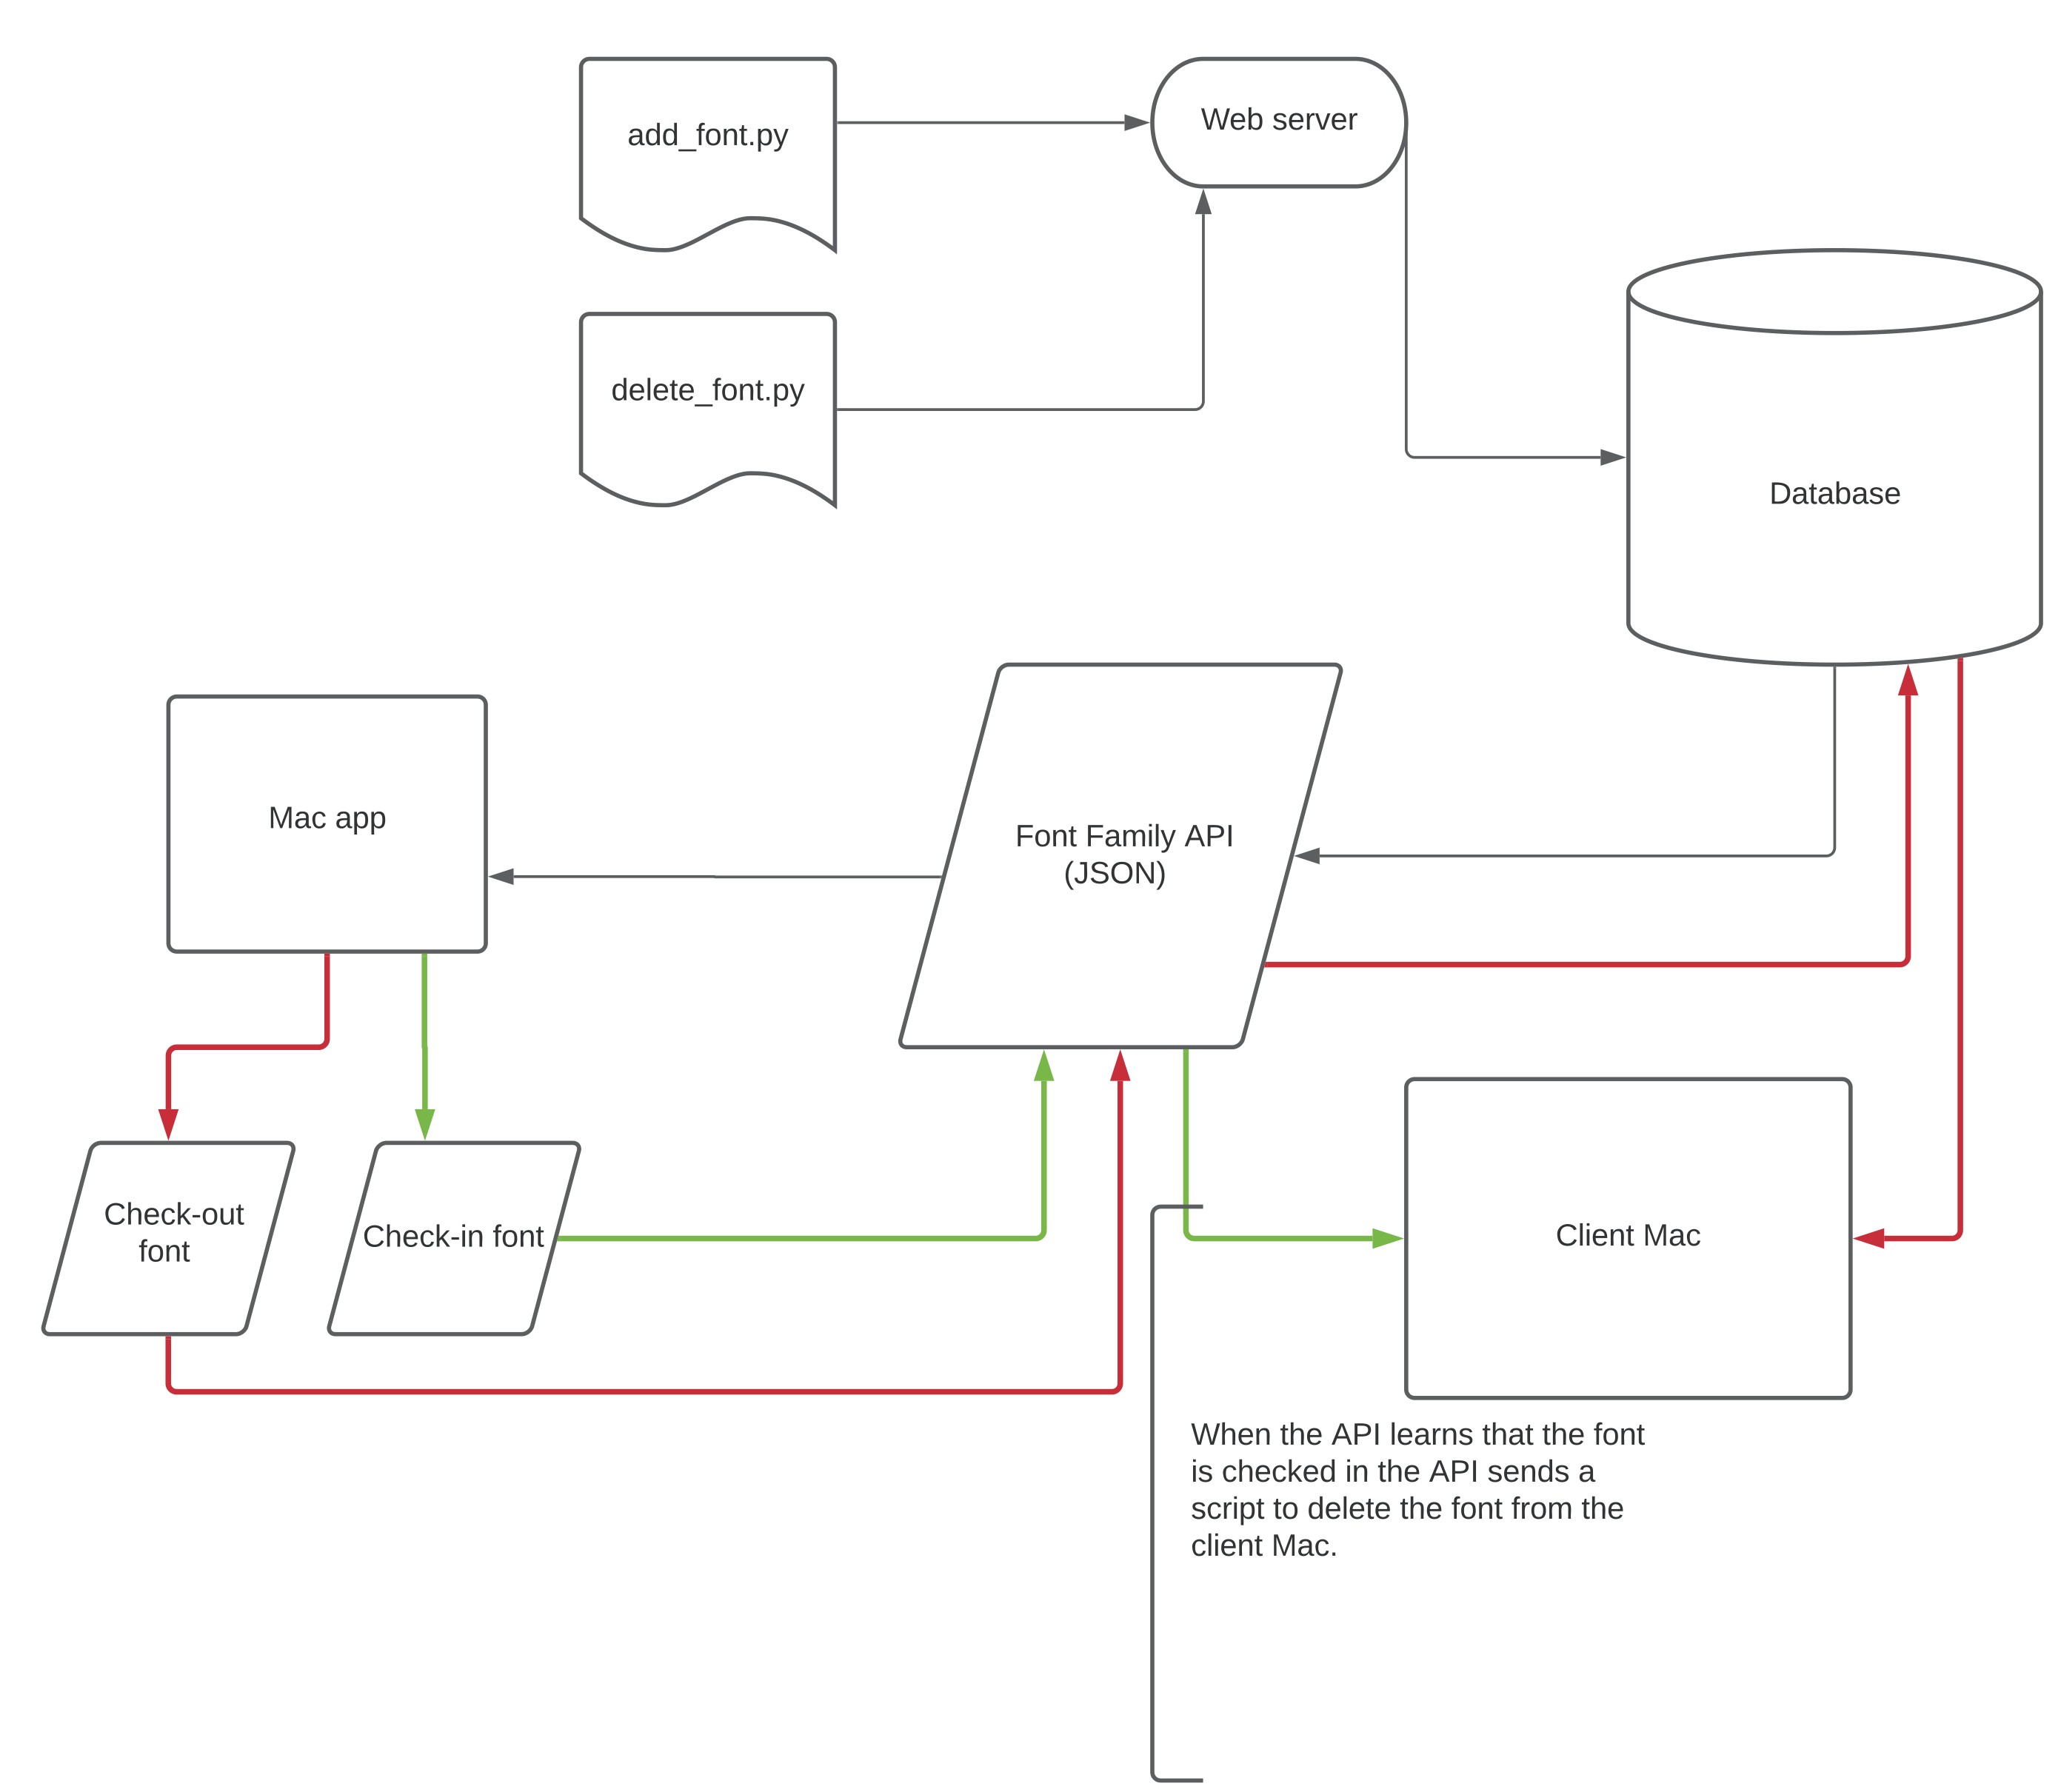 add_font.py
Web server
delete_font.py
Database
Mac app
Font Family API
(JSON)
Check-out
font
Check-in font
Client Mac
When the API learns that the font
is checked in the API sends a
script to delete the font from the
client Mac.